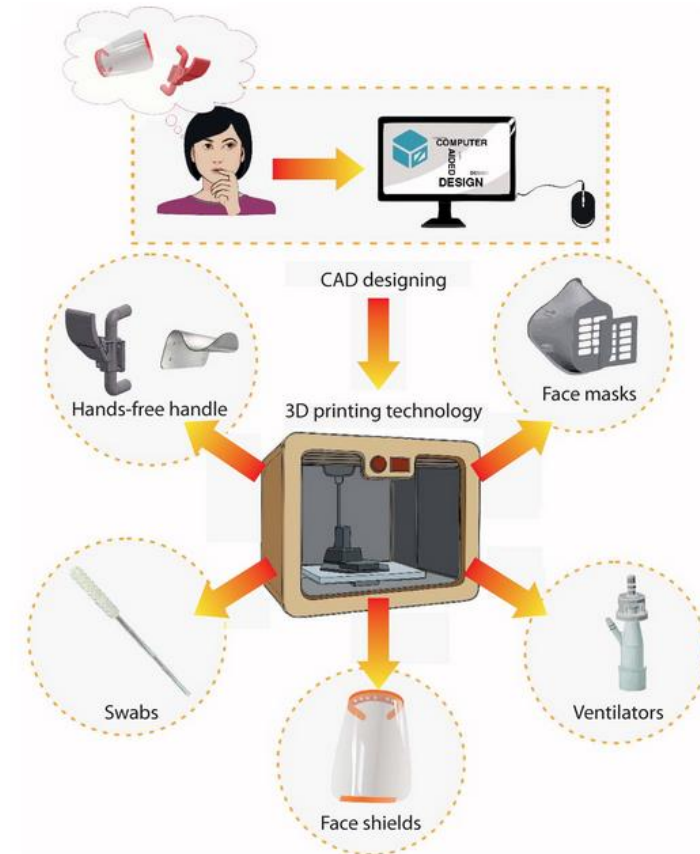 COMPUTER
AIDED
DESIGN
CAD designing
Hands-free handle
3D printing technology
Face masks
Swabs
Ventilators
Face shields